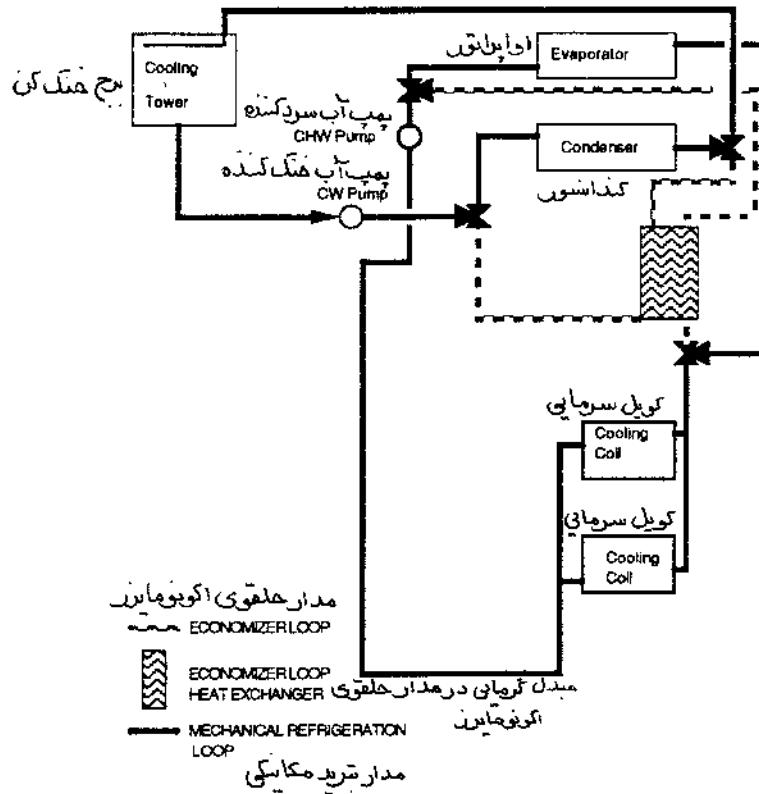 اواپراتور
Evaporator
Cooling
Tower
برج خنک کن
پمپ آب سردکننده
CHW Pump
Condenser
پمپ آب خنک کننده
CW Pump
کندانسور
کویل سرمایی
Cooling
Coil
کویل سرمائی
Cooling
Coil
مدار حلقوی اکونومایزر
ECONOMIZER LOOP
ECONOMIZER LOOP
HEAT EXCHANGER
مبدل گرمائی در مدار حلقوی
اکونومایزر
MECHANICAL REFRIGERATION
LOOP
مدار تبرید مکانیکی